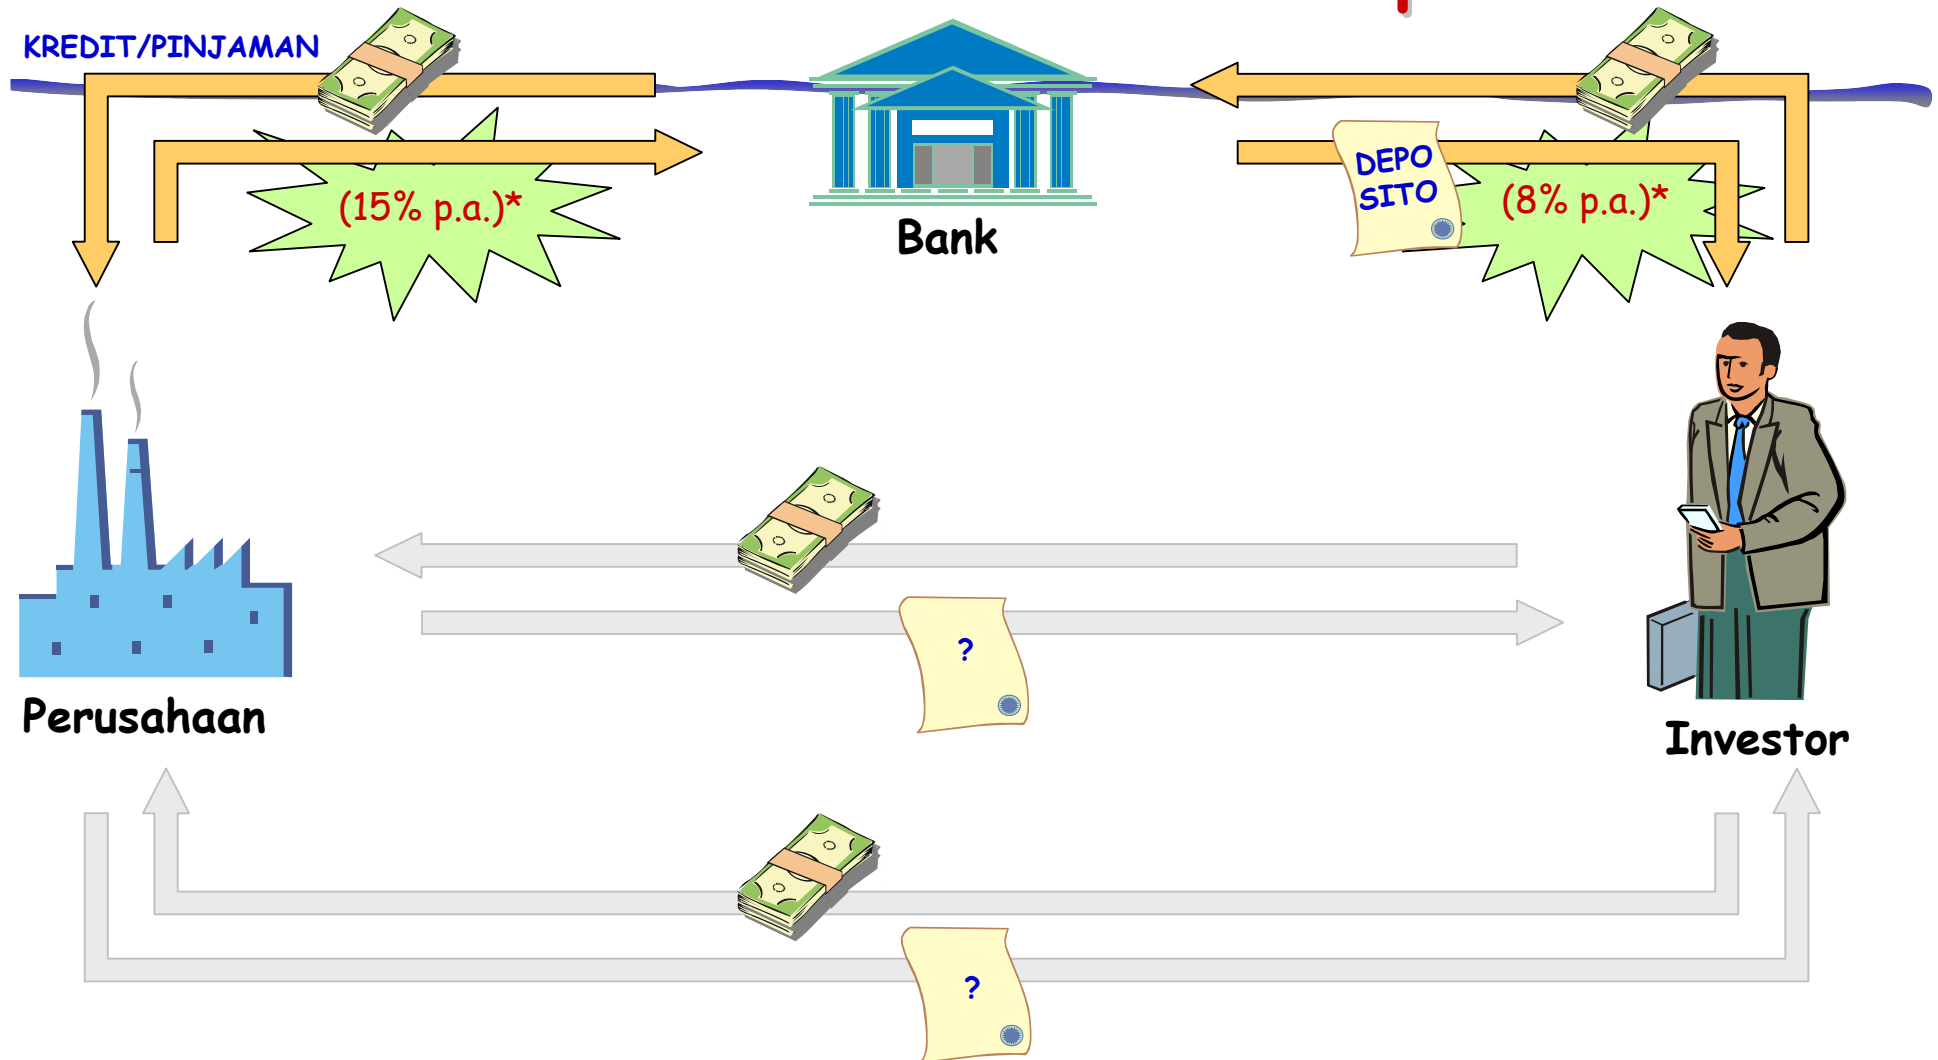 KREDIT/PINJAMAN
(15% p.a.)*
DEPO
SITO
(8% p.a.)*
Bank
?
Perusahaan
Investor
?